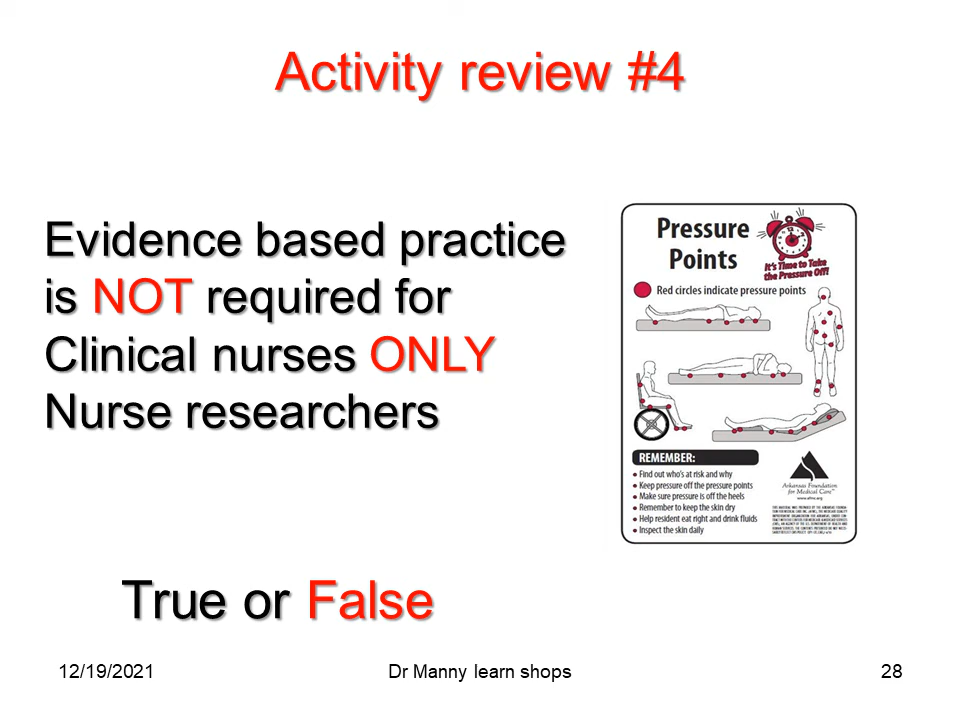 Activity review #4
Evidence based practice
is NOT required for
Clinical nurses ONLY
Nurse researchers
Pressure
Points
It's Time to Take
the Pressure Off!
Red circles indicate pressure points
REMEMBER:
• Find out who's at risk and why
• Keep pressure off the pressure points
• Make sure pressure is off the heels
• Remember to keep the skin dry
• Help resident eat right and drink fluids
• Inspect the skin daily
Arkansas Foundation
for Medical Care
www.afmc.org
True or False
12/19/2021
Dr Manny learn shops
28